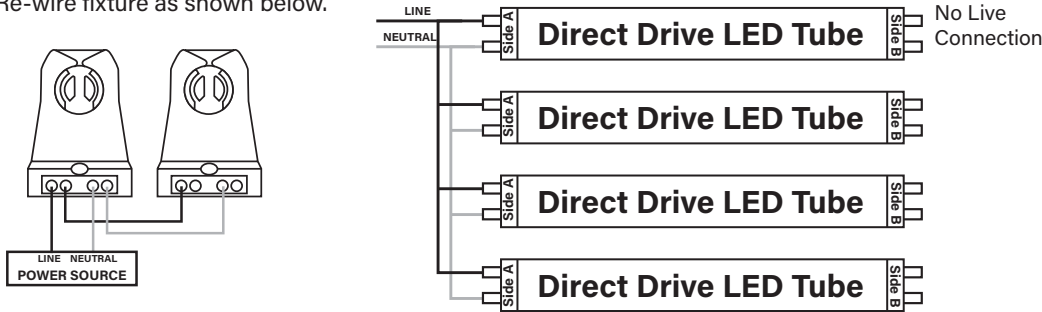 Re-wire fixture as shown below.
LINE
NEUTRAL
Side A
Direct Drive LED Tube
Side B
No Live
Connection
Side A
Direct Drive LED Tube
Side B
Side A
Direct Drive LED Tube
Side B
Side A
Direct Drive LED Tube
Side B
LINE NEUTRAL
POWER SOURCE